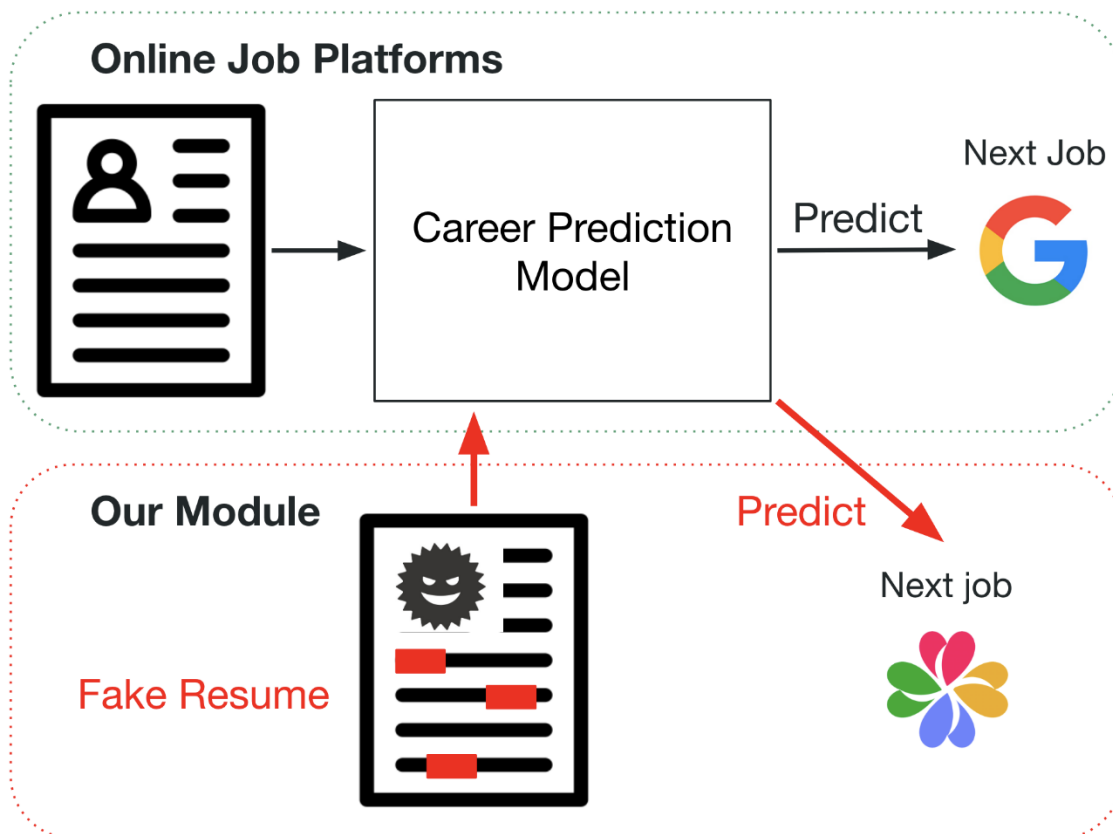 Online Job Platforms
Next Job
Career Prediction
Model
Predict
Our Module
Predict
Next job
Fake Resume